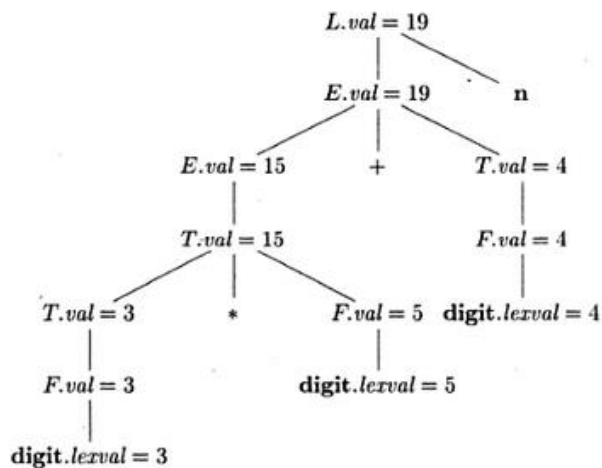 L.val = 19
E.val = 19 n
E.val = 15 + T.val = 4
T.val = 15 F.val = 4
T.val = 3 * F.val = 5 digit.lexval = 4
F.val = 3 digit.lexval = 5
digit.lexval = 3